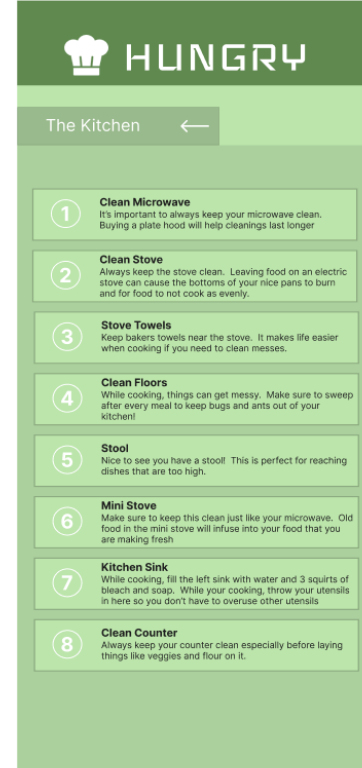 HUNGRY
The Kitchen
1
Clean Microwave
It's important to always keep your microwave clean.
Buying a plate hood will help cleanings last longer
2
Clean Stove
Always keep the stove clean. Leaving food on an electric
stove can cause the bottoms of your nice pans to burn
and for food to not cook as evenly.
3
Stove Towels
Keep bakers towels near the stove. It makes life easier
when cooking if you need to clean messes.
4
Clean Floors
While cooking, things can get messy. Make sure to sweep
after every meal to keep bugs and ants out of your
kitchen!
5
Stool
Nice to see you have a stool! This is perfect for reaching
dishes that are too high.
6
Mini Stove
Make sure to keep this clean just like your microwave. Old
food in the mini stove will infuse into your food that you
are making fresh
7
Kitchen Sink
While cooking, fill the left sink with water and 3 squirts of
bleach and soap. While your cooking, throw your utensils
in here so you don't have to overuse other utensils
8
Clean Counter
Always keep your counter clean especially before laying
things like veggies and flour on it.